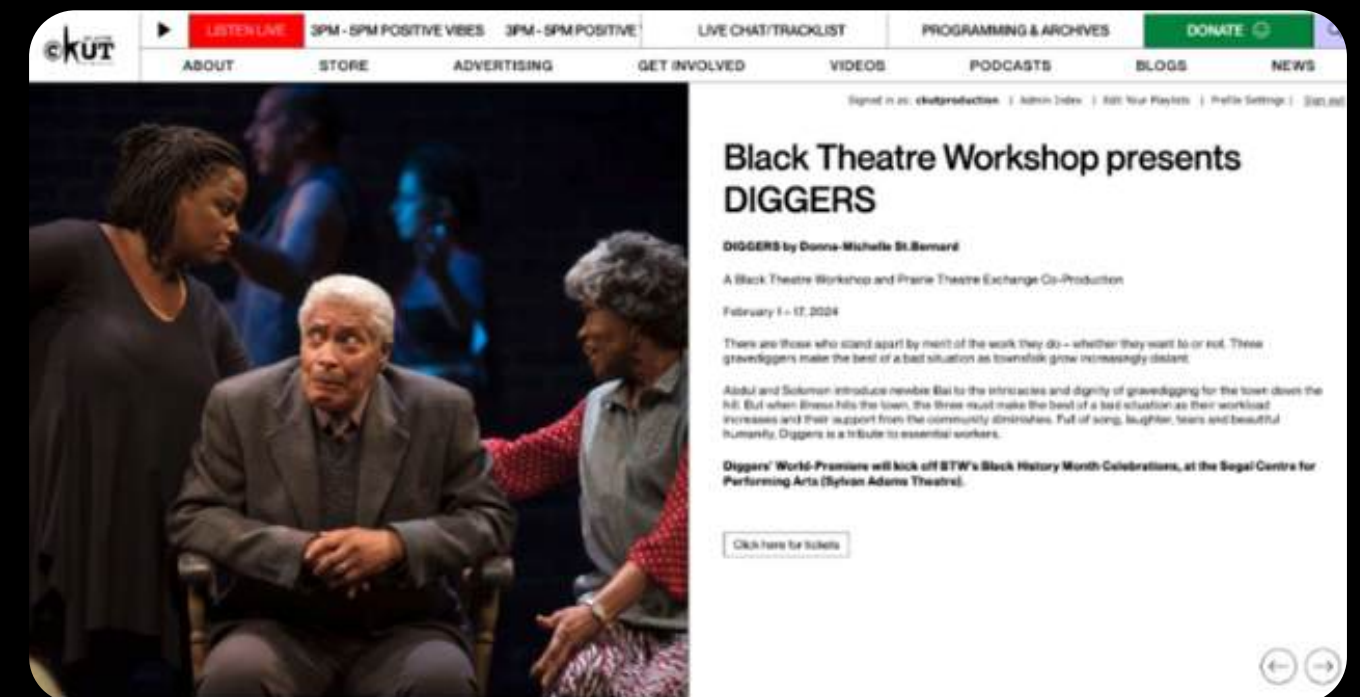 ckut
LISTEN LIVE
3PM - 5PM POSITIVE VIBES 3PM - 5PM POSITIVE
LIVE CHAT/TRACKLIST
PROGRAMMING & ARCHIVES
DONATE
ABOUT STORE ADVERTISING GET INVOLVED VIDEOS PODCASTS BLOGS NEWS
Signed in as: ckutproduction | Admin Index | Edit Your Playlists | Profile Settings | Sign out
Black Theatre Workshop presents
DIGGERS
DIGGERS by Donna-Michelle St.Bernard
A Black Theatre Workshop and Prairie Theatre Exchange Co-Production
February 1 – 17, 2024
There are those who stand apart by merit of the work they do – whether they want to or not. Three
gravediggers make the best of a bad situation as townsfolk grow increasingly distant.
Abdul and Solomon introduce newbie Bai to the intricacies and dignity of gravedigging for the town down the
hill. But when illness hits the town, the three must make the best of a bad situation as their workload
increases and their support from the community diminishes. Full of song, laughter, tears and beautiful
humanity, Diggers is a tribute to essential workers.
Diggers' World-Premiere will kick off BTW's Black History Month Celebrations, at the Segal Centre for
Performing Arts (Sylvan Adams Theatre).
Click here for tickets